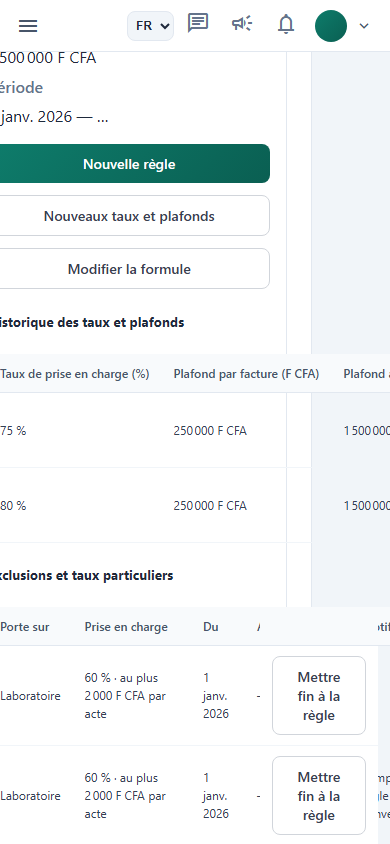 FR
500 000 F CFA
ériode
janv. 2026 — ...
Nouvelle règle
Nouveaux taux et plafonds
Modifier la formule
istorique des taux et plafonds
Taux de prise en charge (%) Plafond par facture (F CFA) Plafond
75 % 250 000 F CFA 1 500 000
80 % 250 000 F CFA 1 500 000
xclusions et taux particuliers
Porte sur Prise en charge Du
Laboratoire 60 % · au plus 2 000 F CFA par acte 1 janv. 2026 - Mettre fin à la règle
Laboratoire 60 % · au plus 2 000 F CFA par acte 1 janv. 2026 - Mettre fin à la règle